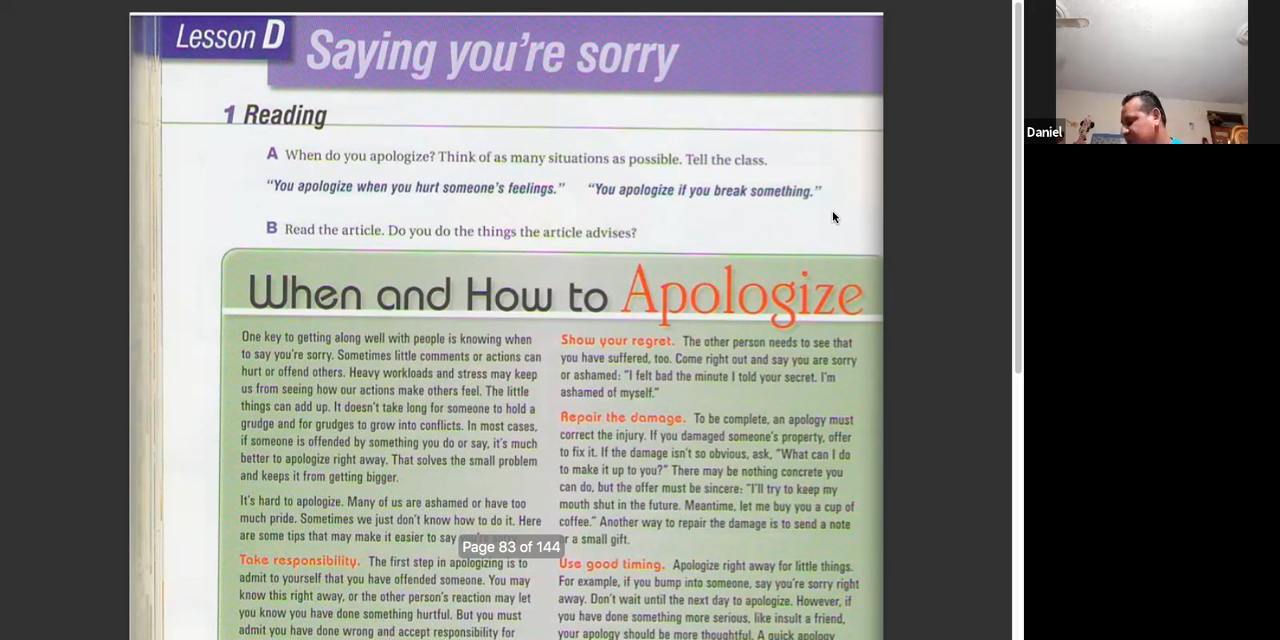 Lesson D
Saying you're sorry
1 Reading
A When do you apologize? Think of as many situations as possible. Tell the class.
"You apologize when you hurt someone's feelings." "You apologize if you break something."
B Read the article. Do you do the things the article advises?
When and How to Apologize
One key to getting along well with people is knowing when
to say you're sorry. Sometimes little comments or actions can
hurt or offend others. Heavy workloads and stress may keep
us from seeing how our actions make others feel. The little
things can add up. It doesn't take long for someone to hold a
grudge and for grudges to grow into conflicts. In most cases,
if someone is offended by something you do or say, it's much
better to apologize right away. That solves the small problem
and keeps it from getting bigger.
It's hard to apologize. Many of us are ashamed or have too
much pride. Sometimes we just don't know how to do it. Here
are some tips that may make it easier to say
Take responsibility. The first step in apologizing is to
admit to yourself that you have offended someone. You may
know this right away, or the other person's reaction may let
you know you have done something hurtful. But you must
admit you have done wrong and accept responsibility for
Show your regret. The other person needs to see that
you have suffered, too. Come right out and say you are sorry
or ashamed: "I felt bad the minute I told your secret. I'm
ashamed of myself."
Repair the damage. To be complete, an apology must
correct the injury. If you damaged someone's property, offer
to fix it. If the damage isn't so obvious, ask, "What can I do
to make it up to you?" There may be nothing concrete you
can do, but the offer must be sincere: "I'll try to keep my
mouth shut in the future. Meantime, let me buy you a cup of
coffee." Another way to repair the damage is to send a note
or a small gift.
Use good timing. Apologize right away for little things.
For example, if you bump into someone, say you're sorry right
away. Don't wait until the next day to apologize. However, if
you have done something more serious, like insult a friend,
your apology should be more thoughtful. A quick apology
Page 83 of 144
Daniel